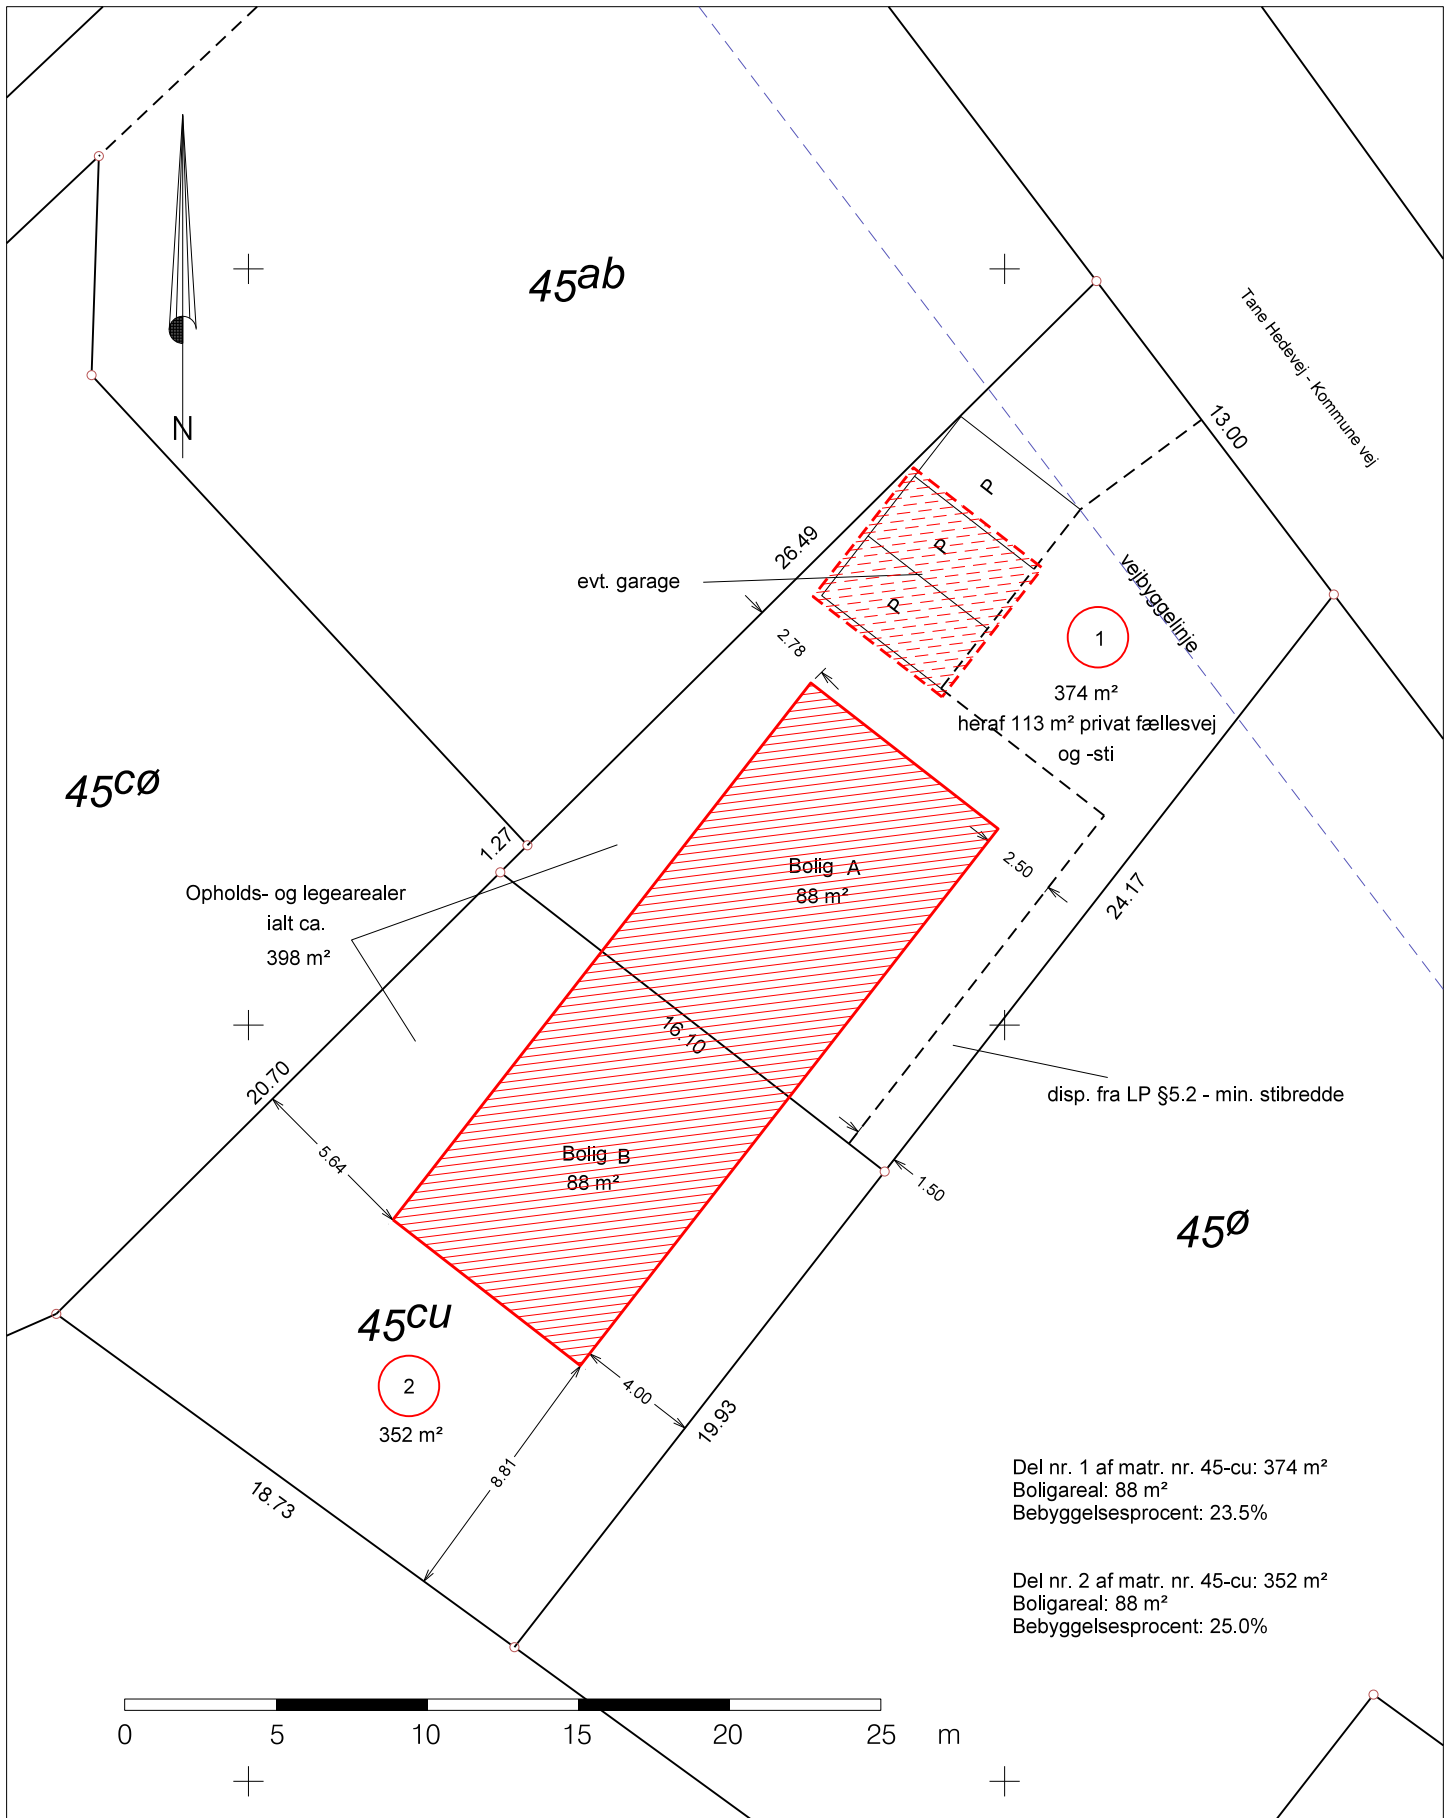 45ab
Tane Hedevej - Kommune vej
13.00
N
26.49
P
P
P
evt. garage
vejbyggelinje
2.78
1
374 m²
heraf 113 m² privat fællesvej
og -sti
45cø
1.27
Bolig A
88 m²
2.50
24.17
Opholds- og legearealer
ialt ca.
398 m²
16.10
20.70
disp. fra LP §5.2 - min. stibredde
5.64
Bolig B
88 m²
1.50
45ø
45cu
2
352 m²
4.00
19.93
8.81
18.73
Del nr. 1 af matr. nr. 45-cu: 374 m²
Boligareal: 88 m²
Bebyggelsesprocent: 23.5%
Del nr. 2 af matr. nr. 45-cu: 352 m²
Boligareal: 88 m²
Bebyggelsesprocent: 25.0%
0 5 10 15 20 25 m